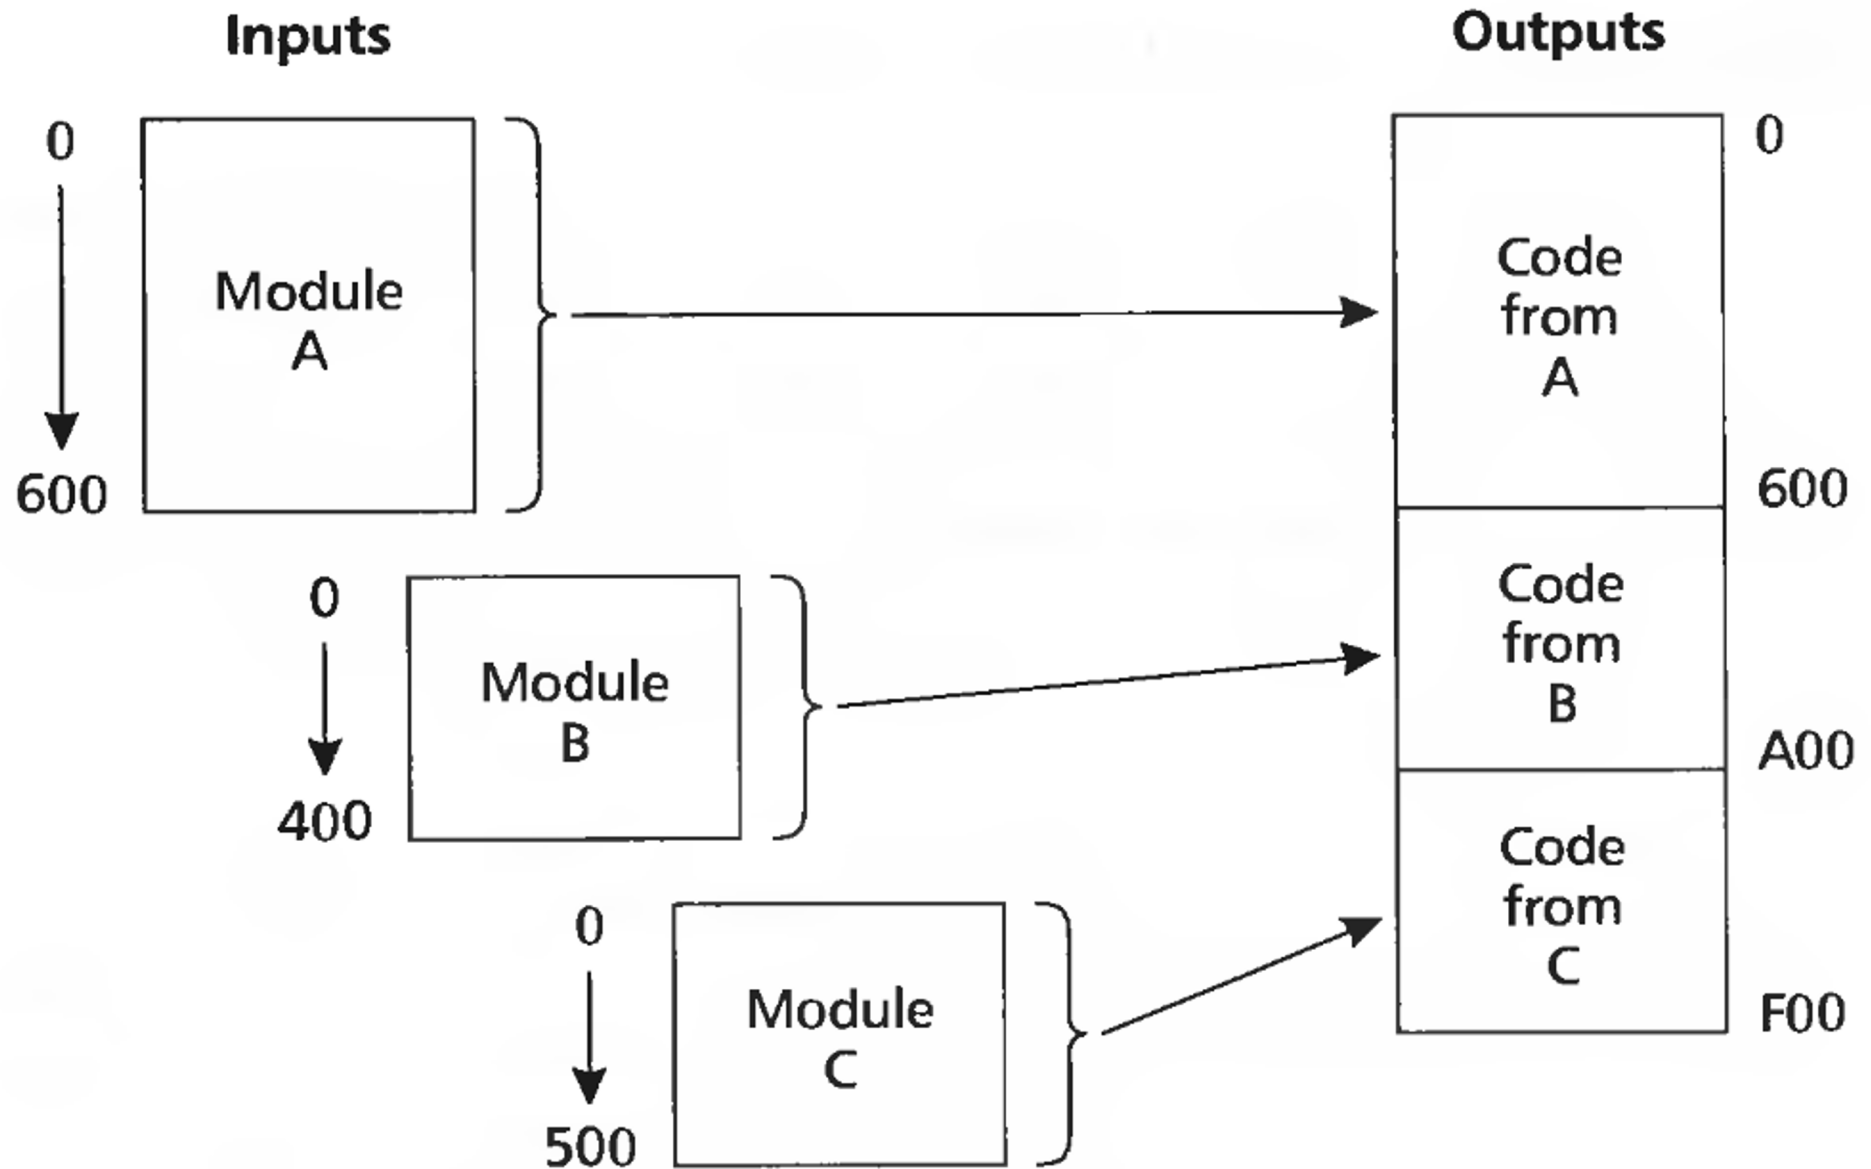 Inputs
Outputs
0
Module
A
600
0
Code
from
A
600
0
Module
B
400
Code
from
B
A00
0
Module
C
500
Code
from
C
F00